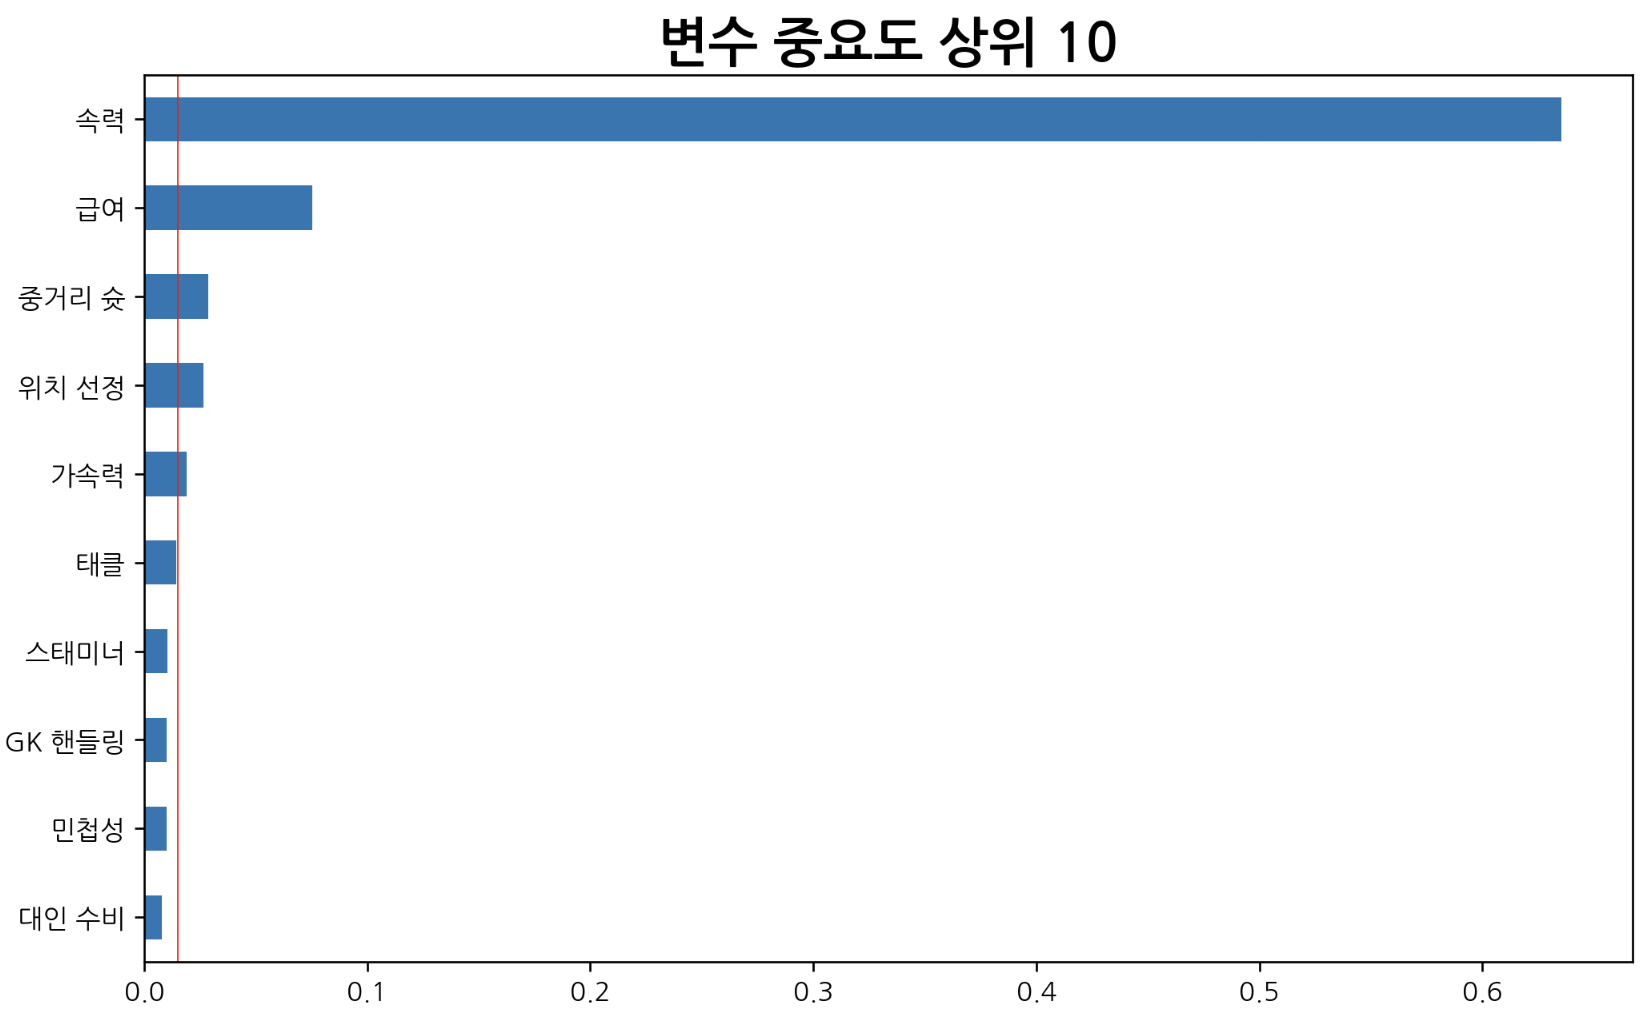 변수 중요도 상위 10
속력
급여
중거리 슛
위치 선정
가속력
태클
스태미너
GK 핸들링
민첩성
대인 수비
0.0 0.1 0.2 0.3 0.4 0.5 0.6